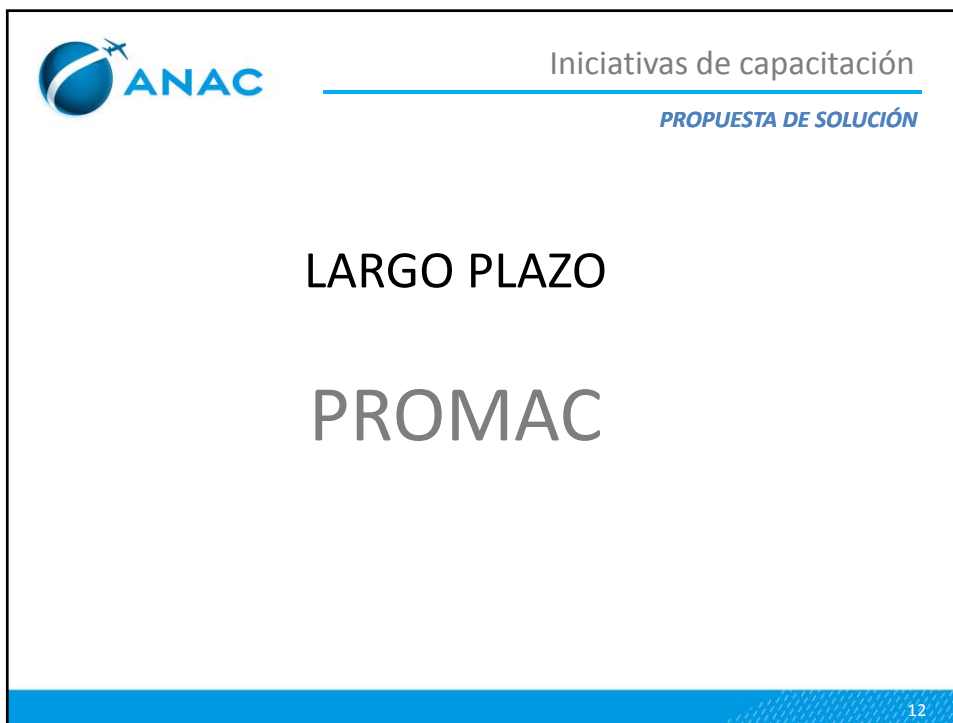 ANAC
Iniciativas de capacitación
PROPUESTA DE SOLUCIÓN
LARGO PLAZO
PROMAC
12